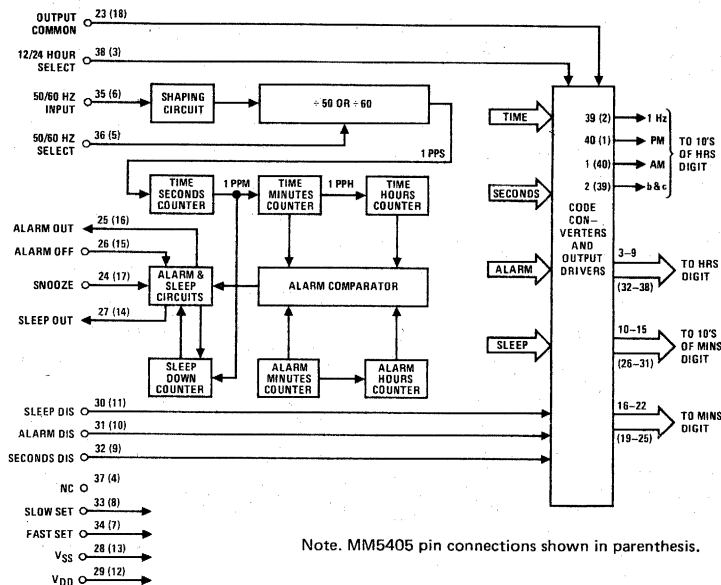 OUTPUT
COMMON
23 (18)
12/24 HOUR
SELECT
38 (3)
50/60 HZ
INPUT
35 (6)
SHAPING
CIRCUIT
÷ 50 OR ÷ 60
50/60 HZ
SELECT
36 (5)
1 PPS
TIME
SECONDS
COUNTER
1 PPM
TIME
MINUTES
COUNTER
1 PPH
TIME
HOURS
COUNTER
ALARM OUT
25 (16)
ALARM OFF
26 (15)
SNOOZE
24 (17)
SLEEP OUT
27 (14)
ALARM &
SLEEP
CIRCUITS
ALARM COMPARATOR
SLEEP
DOWN
COUNTER
ALARM
MINUTES
COUNTER
ALARM
HOURS
COUNTER
SLEEP DIS
30 (11)
ALARM DIS
31 (10)
SECONDS DIS
32 (9)
NC
37 (4)
SLOW SET
33 (8)
FAST SET
34 (7)
VSS
28 (13)
VDD
29 (12)
TIME
SECONDS
ALARM
SLEEP
39 (2)
40 (1)
1 (40)
2 (39)
CODE
CON–
VERTERS
AND
OUTPUT
DRIVERS
1 Hz
PM
AM
b & c
TO 10'S
OF HRS
DIGIT
3–9
(32–38)
TO HRS
DIGIT
10–15
(26–31)
TO 10'S
OF MINS
DIGIT
16–22
(19–25)
TO MINS
DIGIT
Note. MM5405 pin connections shown in parenthesis.